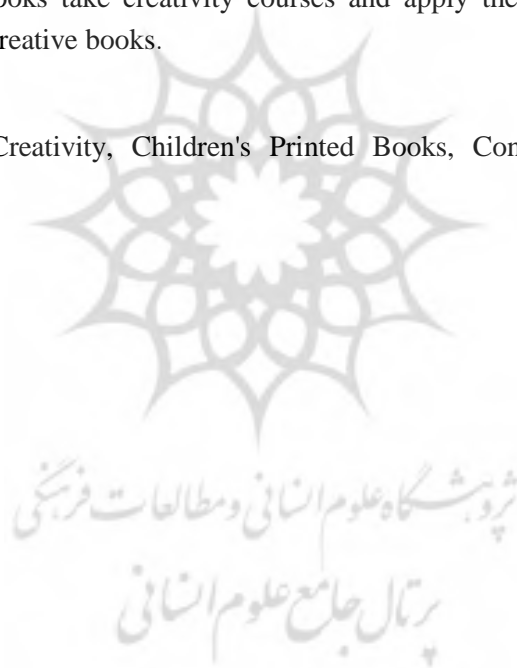 ooks take creativity courses and apply the
reative books.
Creativity, Children's Printed Books, Con
پژوهشگاه علوم انسانی و مطالعات فرهنگی
پرتال جامع علوم انسانی